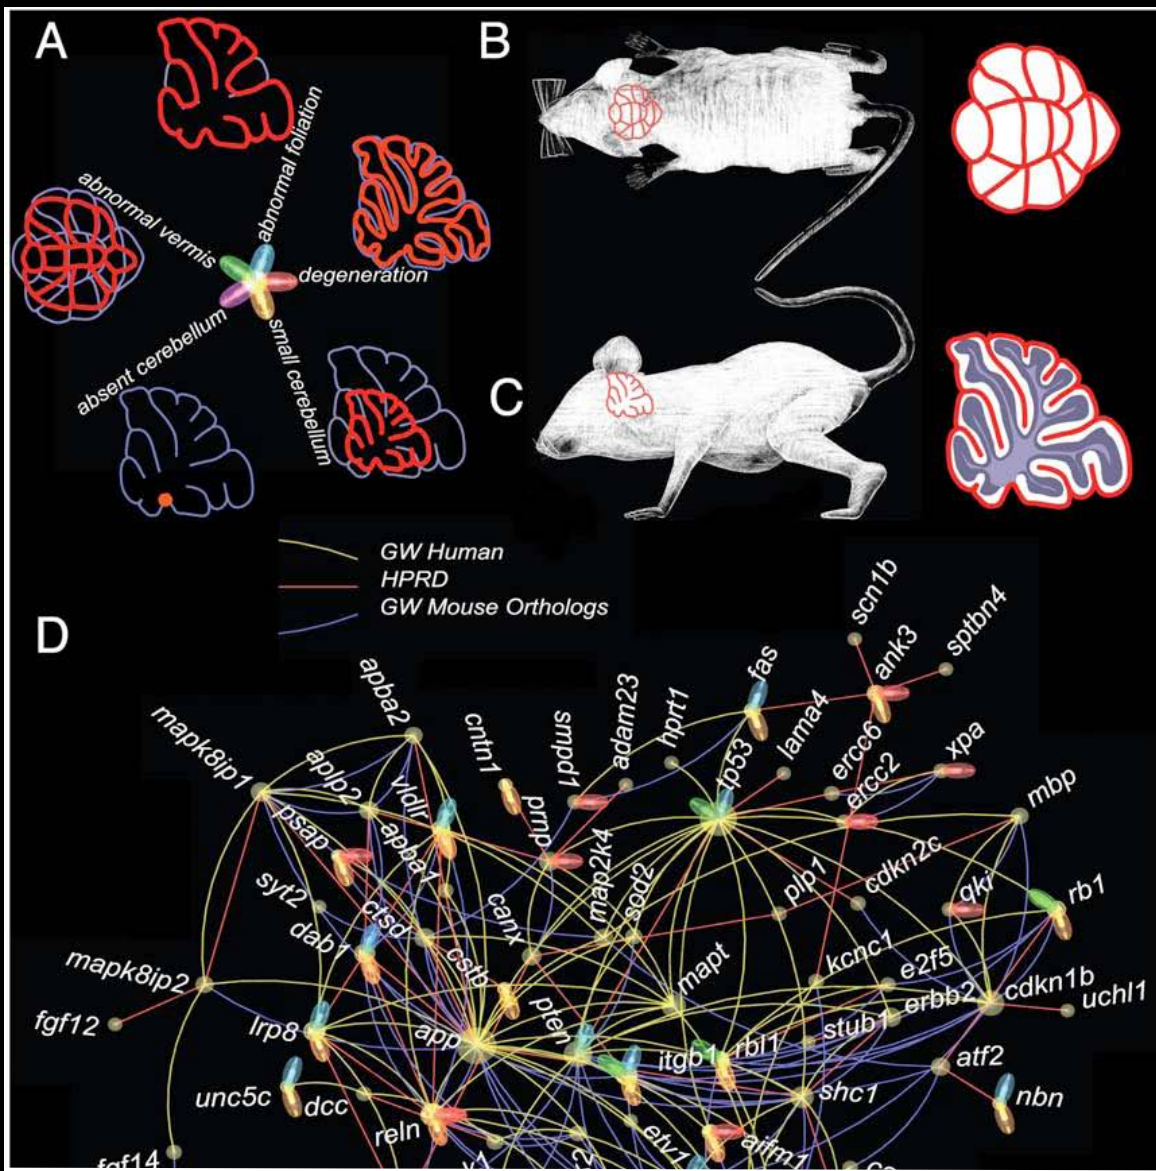 A
abnormal foliation
abnormal vermis
degeneration
absent cerebellum
small cerebellum
B
C
GW Human
HPRD
GW Mouse Orthologs
D
scn1b
ank3
sptbn4
fas
apba2
adam23
hprt1
smpd1
cntn1
mapk8ip1
aplp2
vldlr
tp53
lama4
ercc6
ercc2
xpa
mbp
psap
apba1
prnp
map2k4
sod2
plp1
cdkn2c
qki
rb1
syt2
ctsd
canx
dab1
cstb
mapt
kcnc1
e2f5
mapk8ip2
fgf12
lrp8
app
pten
itgb1
rbl1
stub1
erbb2
cdkn1b
uchl1
atf2
unc5c
dcc
shc1
nbn
reln
etv1
aifm1
fgf14